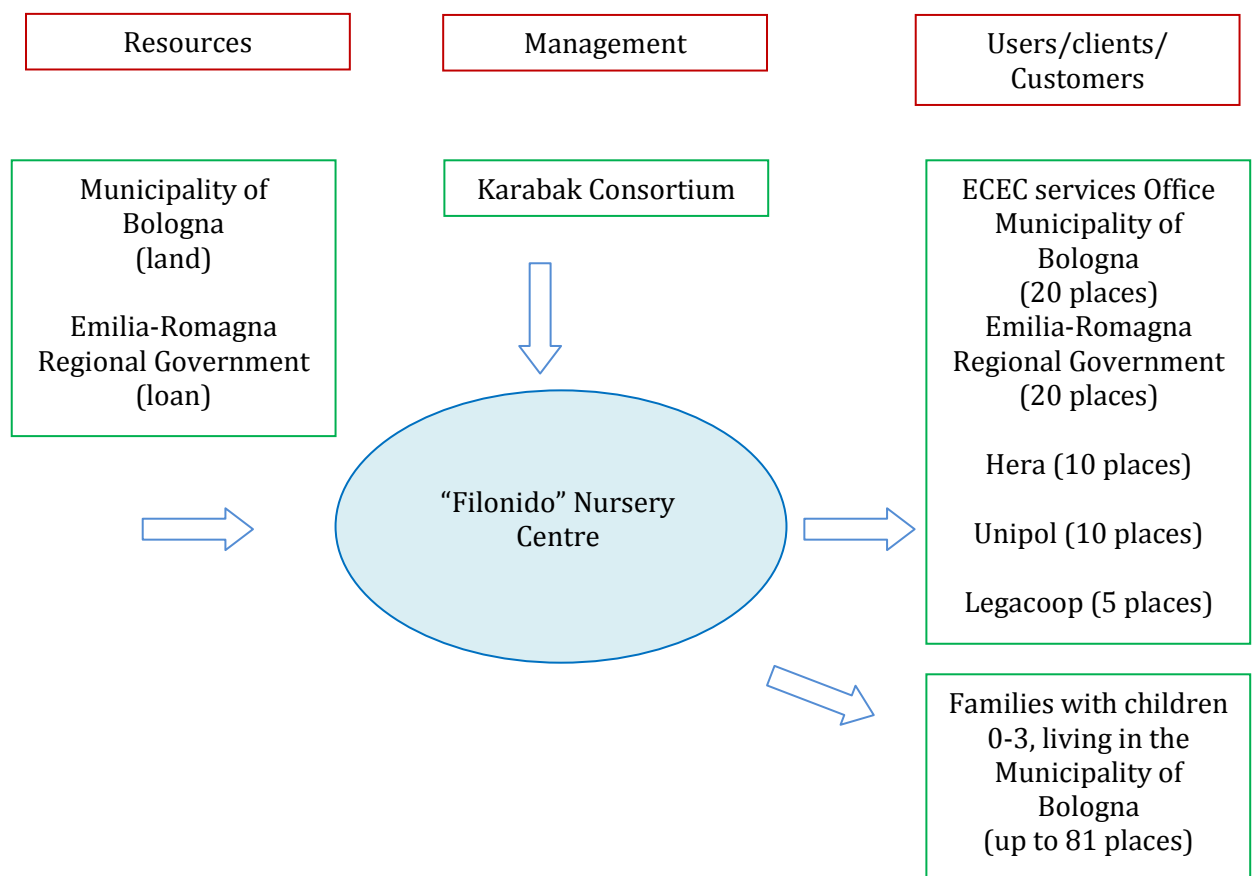 Resources
Management
Users/clients/
Customers
Municipality of
Bologna
(land)
Emilia-Romagna
Regional Government
(loan)
Karabak Consortium
ECEC services Office
Municipality of
Bologna
(20 places)
Emilia-Romagna
Regional Government
(20 places)
Hera (10 places)
Unipol (10 places)
Legacoop (5 places)
“Filonido” Nursery
Centre
Families with children
0-3, living in the
Municipality of
Bologna
(up to 81 places)